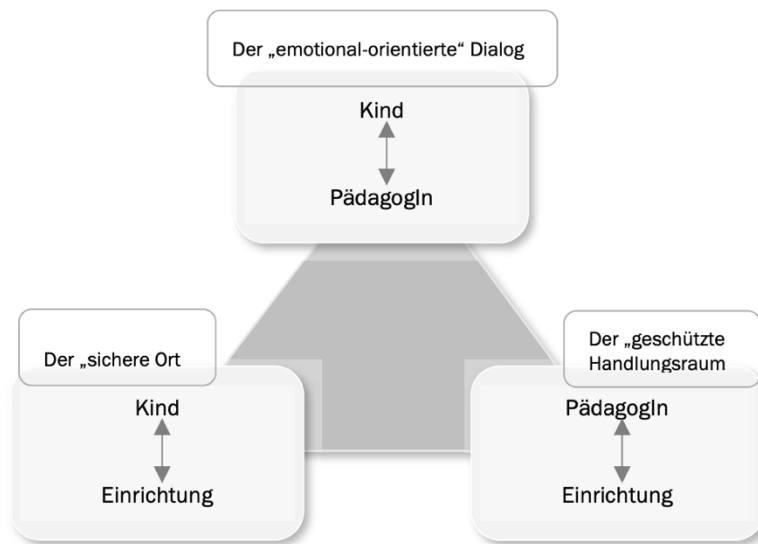 Der „emotional-orientierte“ Dialog
Kind
PädagogIn
Der „sichere Ort
Kind
Einrichtung
Der „geschützte
Handlungsraum
PädagogIn
Einrichtung